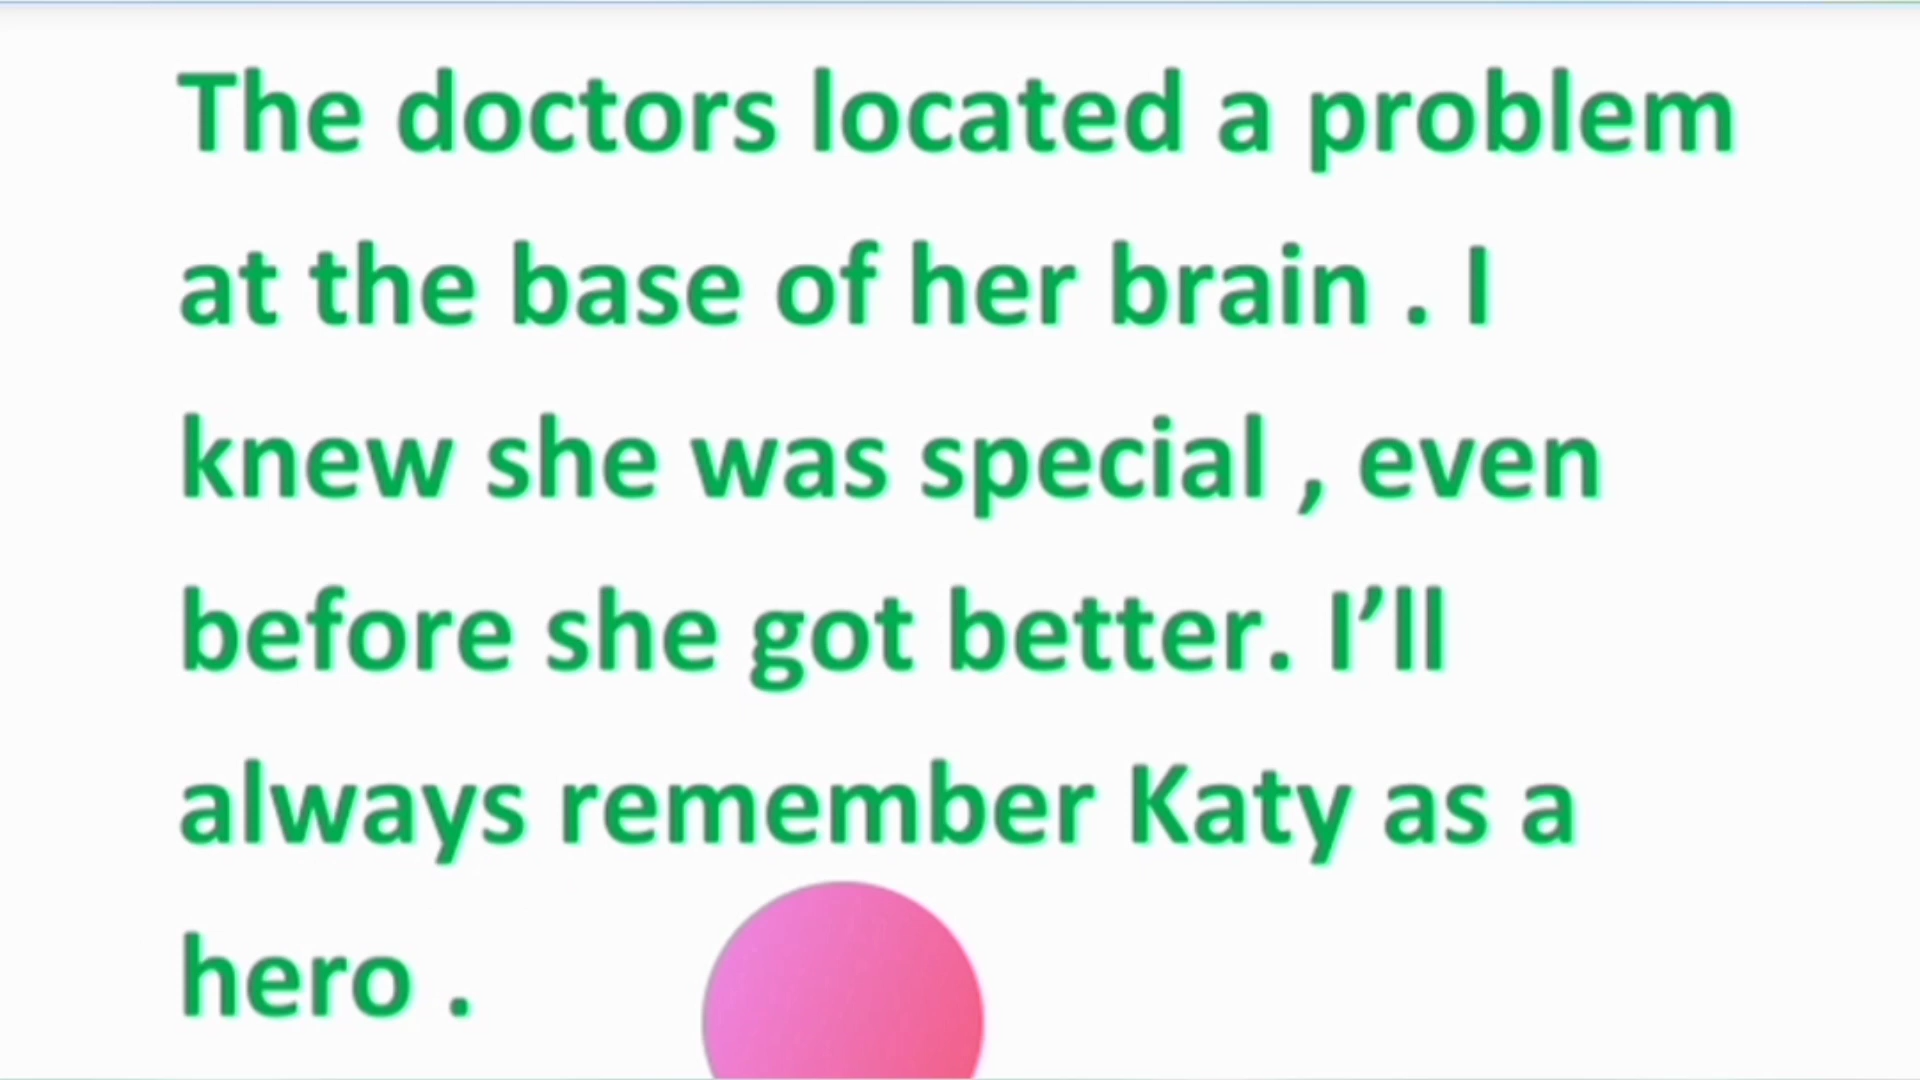 The doctors located a problem
at the base of her brain . I
knew she was special , even
before she got better. I’ll
always remember Katy as a
hero .